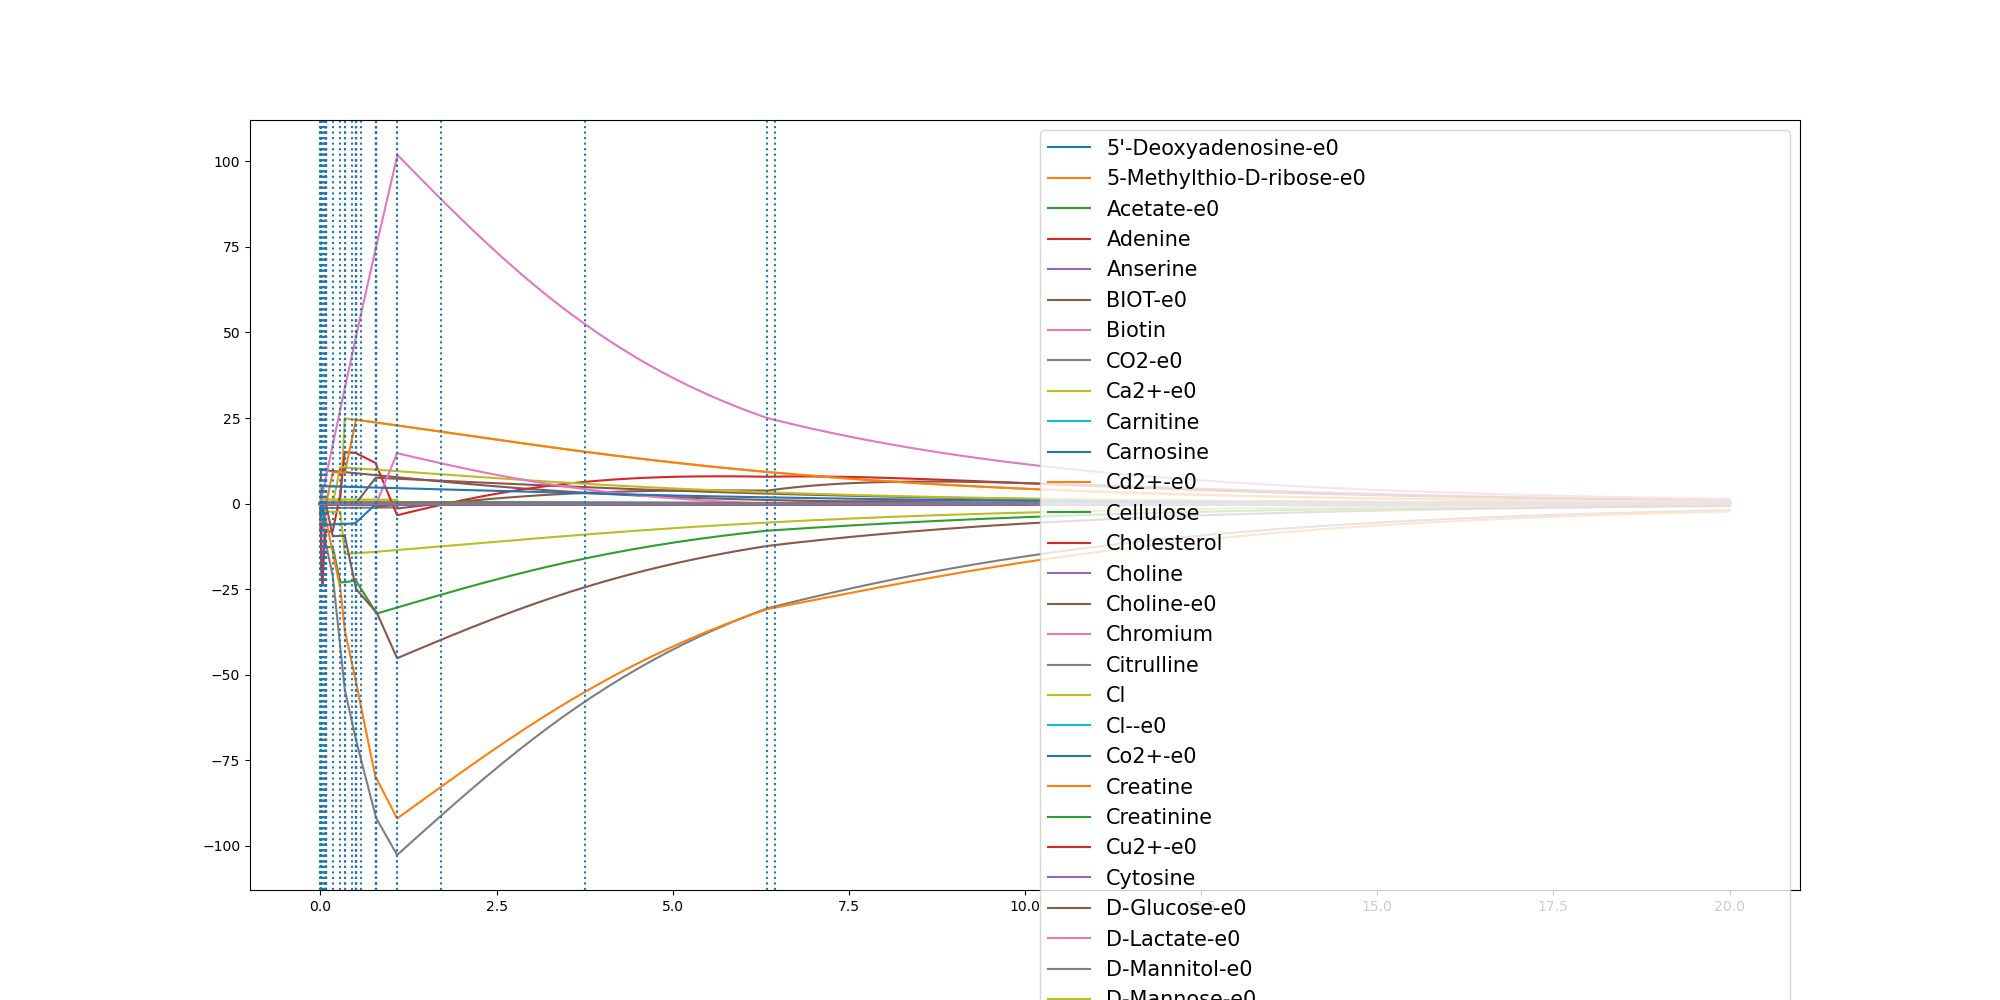 100
75
50
25
0
−25
−50
−75
−100
0.0
2.5
5.0
7.5
10.0
15.0
17.5
20.0
5'-Deoxyadenosine-e0
5-Methylthio-D-ribose-e0
Acetate-e0
Adenine
Anserine
BIOT-e0
Biotin
CO2-e0
Ca2+-e0
Carnitine
Carnosine
Cd2+-e0
Cellulose
Cholesterol
Choline
Choline-e0
Chromium
Citrulline
Cl
Cl--e0
Co2+-e0
Creatine
Creatinine
Cu2+-e0
Cytosine
D-Glucose-e0
D-Lactate-e0
D-Mannitol-e0
D-Mannose-e0